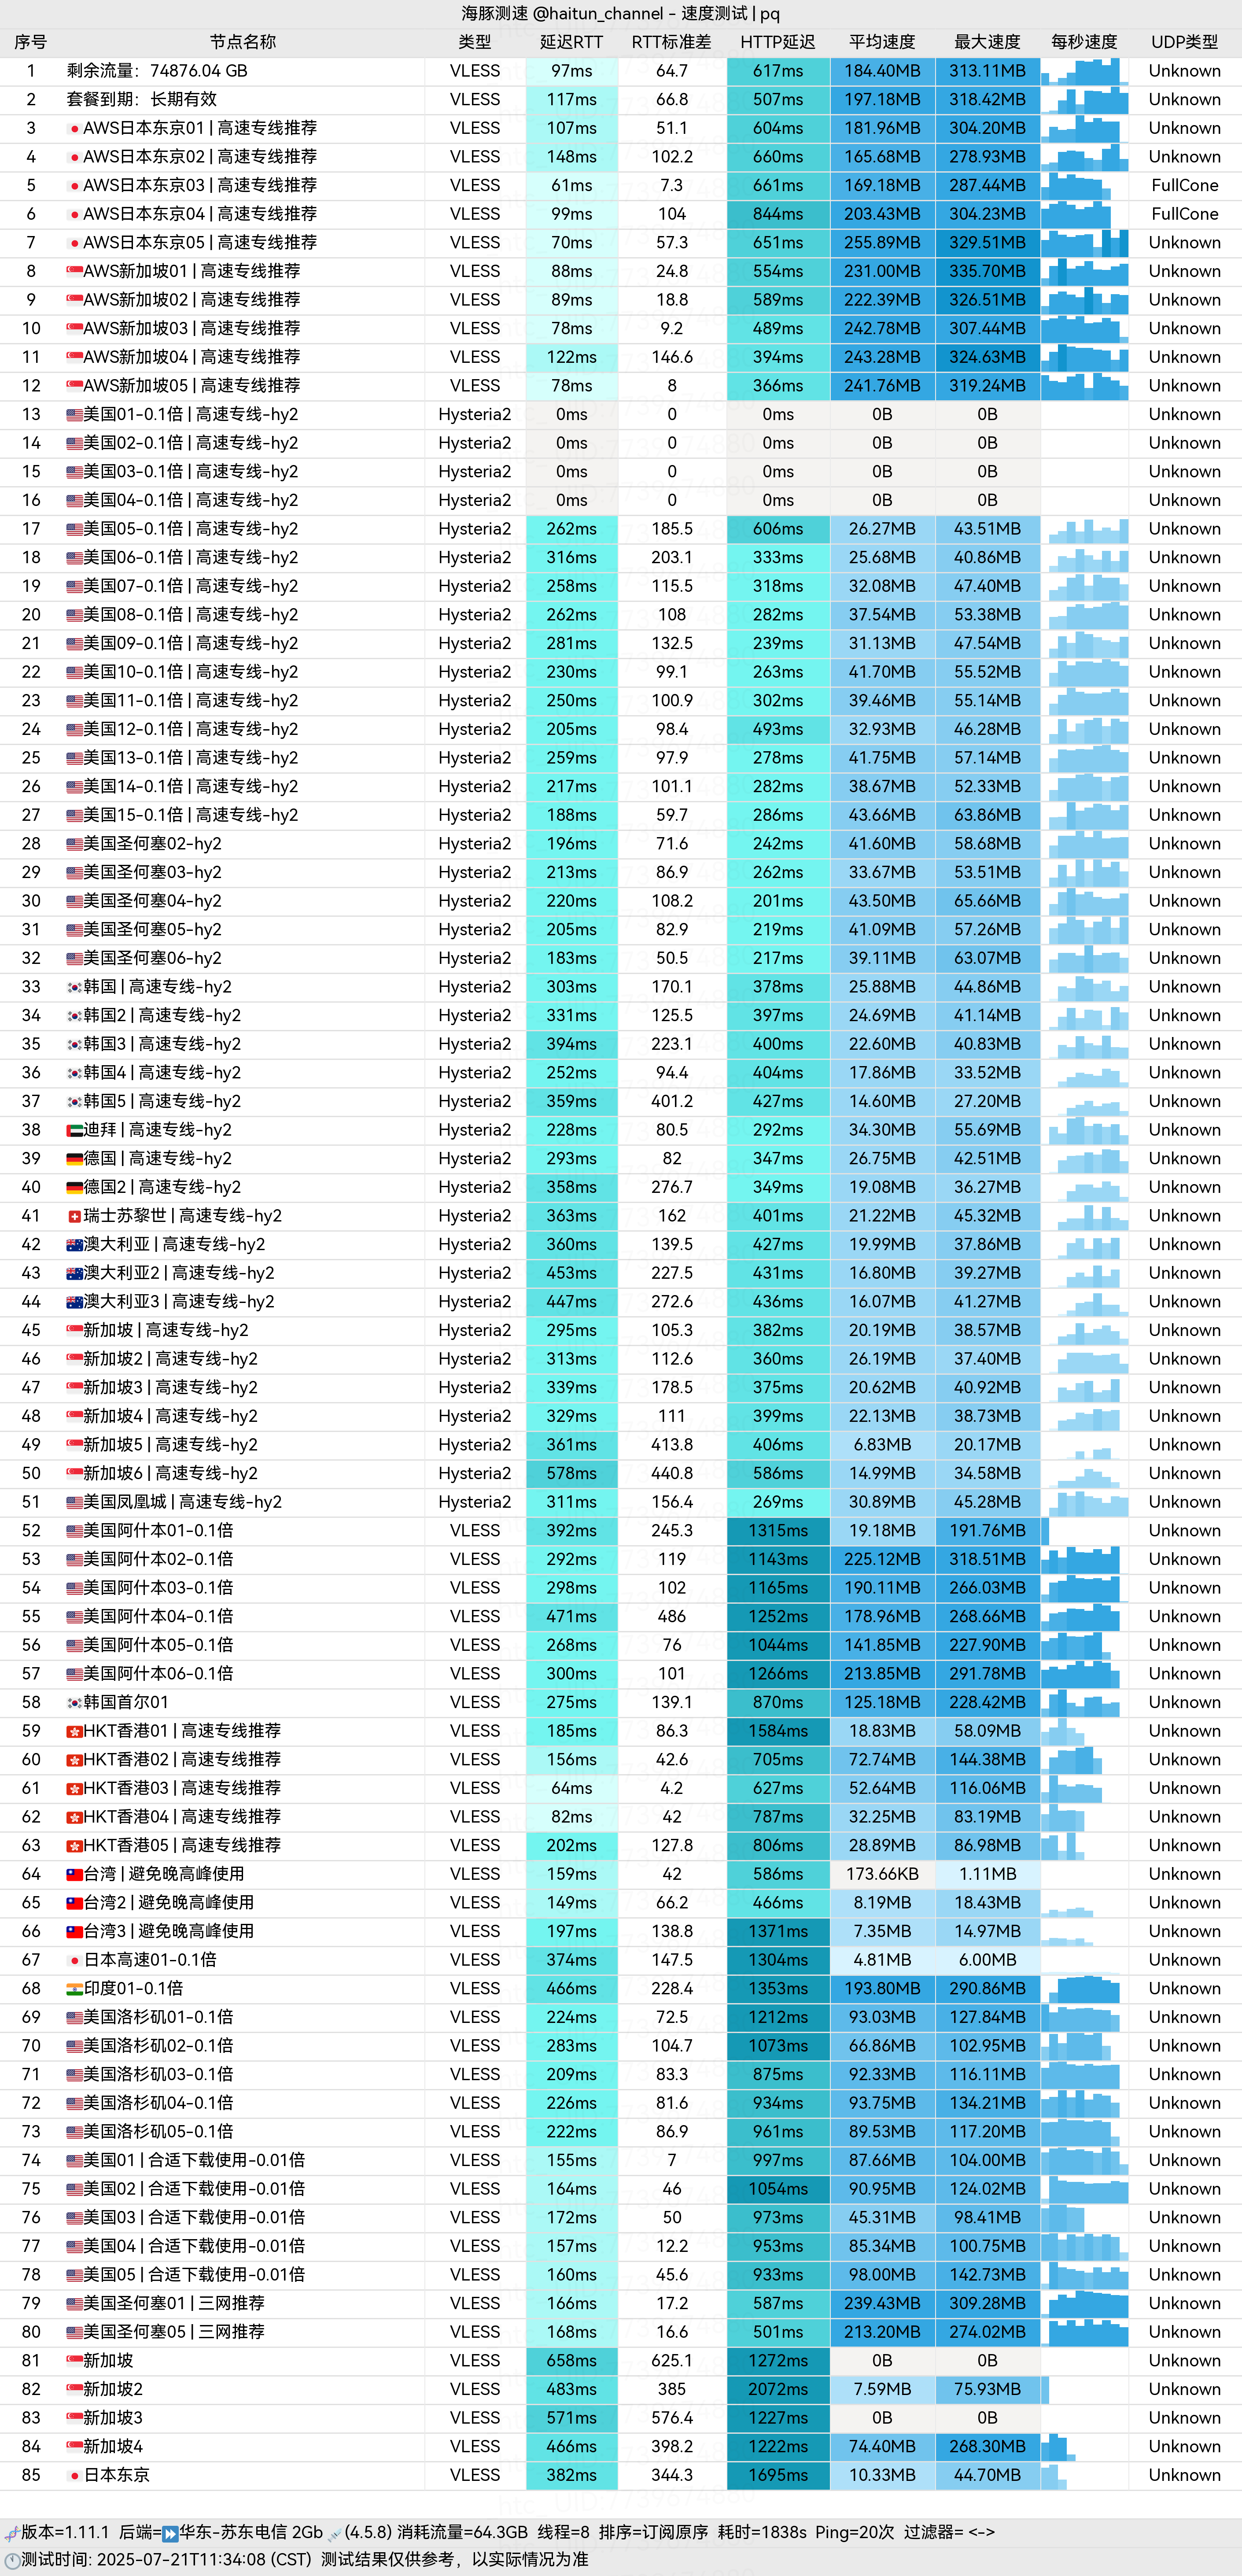 海豚测速 @haitun_channel - 速度测试 | pq
序号 节点名称 类型 延迟RTT RTT标准差 HTTP延迟 平均速度 最大速度 每秒速度 UDP类型
1 剩余流量：74876.04 GB VLESS 97ms 64.7 617ms 184.40MB 313.11MB Unknown
2 套餐到期：长期有效 VLESS 117ms 66.8 507ms 197.18MB 318.42MB Unknown
3 AWS日本东京01 | 高速专线推荐 VLESS 107ms 51.1 604ms 181.96MB 304.20MB Unknown
4 AWS日本东京02 | 高速专线推荐 VLESS 148ms 102.2 660ms 165.68MB 278.93MB Unknown
5 AWS日本东京03 | 高速专线推荐 VLESS 61ms 7.3 661ms 169.18MB 287.44MB FullCone
6 AWS日本东京04 | 高速专线推荐 VLESS 99ms 104 844ms 203.43MB 304.23MB FullCone
7 AWS日本东京05 | 高速专线推荐 VLESS 70ms 57.3 651ms 255.89MB 329.51MB Unknown
8 AWS新加坡01 | 高速专线推荐 VLESS 88ms 24.8 554ms 231.00MB 335.70MB Unknown
9 AWS新加坡02 | 高速专线推荐 VLESS 89ms 18.8 589ms 222.39MB 326.51MB Unknown
10 AWS新加坡03 | 高速专线推荐 VLESS 78ms 9.2 489ms 242.78MB 307.44MB Unknown
11 AWS新加坡04 | 高速专线推荐 VLESS 122ms 146.6 394ms 243.28MB 324.63MB Unknown
12 AWS新加坡05 | 高速专线推荐 VLESS 78ms 8 366ms 241.76MB 319.24MB Unknown
13 美国01-0.1倍 | 高速专线-hy2 Hysteria2 0ms 0 0ms 0B 0B Unknown
14 美国02-0.1倍 | 高速专线-hy2 Hysteria2 0ms 0 0ms 0B 0B Unknown
15 美国03-0.1倍 | 高速专线-hy2 Hysteria2 0ms 0 0ms 0B 0B Unknown
16 美国04-0.1倍 | 高速专线-hy2 Hysteria2 0ms 0 0ms 0B 0B Unknown
17 美国05-0.1倍 | 高速专线-hy2 Hysteria2 262ms 185.5 606ms 26.27MB 43.51MB Unknown
18 美国06-0.1倍 | 高速专线-hy2 Hysteria2 316ms 203.1 333ms 25.68MB 40.86MB Unknown
19 美国07-0.1倍 | 高速专线-hy2 Hysteria2 258ms 115.5 318ms 32.08MB 47.40MB Unknown
20 美国08-0.1倍 | 高速专线-hy2 Hysteria2 262ms 108 282ms 37.54MB 53.38MB Unknown
21 美国09-0.1倍 | 高速专线-hy2 Hysteria2 281ms 132.5 239ms 31.13MB 47.54MB Unknown
22 美国10-0.1倍 | 高速专线-hy2 Hysteria2 230ms 99.1 263ms 41.70MB 55.52MB Unknown
23 美国11-0.1倍 | 高速专线-hy2 Hysteria2 250ms 100.9 302ms 39.46MB 55.14MB Unknown
24 美国12-0.1倍 | 高速专线-hy2 Hysteria2 205ms 98.4 493ms 32.93MB 46.28MB Unknown
25 美国13-0.1倍 | 高速专线-hy2 Hysteria2 259ms 97.9 278ms 41.75MB 57.14MB Unknown
26 美国14-0.1倍 | 高速专线-hy2 Hysteria2 217ms 101.1 282ms 38.67MB 52.33MB Unknown
27 美国15-0.1倍 | 高速专线-hy2 Hysteria2 188ms 59.7 286ms 43.66MB 63.86MB Unknown
28 美国圣何塞02-hy2 Hysteria2 196ms 71.6 242ms 41.60MB 58.68MB Unknown
29 美国圣何塞03-hy2 Hysteria2 213ms 86.9 262ms 33.67MB 53.51MB Unknown
30 美国圣何塞04-hy2 Hysteria2 220ms 108.2 201ms 43.50MB 65.66MB Unknown
31 美国圣何塞05-hy2 Hysteria2 205ms 82.9 219ms 41.09MB 57.26MB Unknown
32 美国圣何塞06-hy2 Hysteria2 183ms 50.5 217ms 39.11MB 63.07MB Unknown
33 韩国 | 高速专线-hy2 Hysteria2 303ms 170.1 378ms 25.88MB 44.86MB Unknown
34 韩国2 | 高速专线-hy2 Hysteria2 331ms 125.5 397ms 24.69MB 41.14MB Unknown
35 韩国3 | 高速专线-hy2 Hysteria2 394ms 223.1 400ms 22.60MB 40.83MB Unknown
36 韩国4 | 高速专线-hy2 Hysteria2 252ms 94.4 404ms 17.86MB 33.52MB Unknown
37 韩国5 | 高速专线-hy2 Hysteria2 359ms 401.2 427ms 14.60MB 27.20MB Unknown
38 迪拜 | 高速专线-hy2 Hysteria2 228ms 80.5 292ms 34.30MB 55.69MB Unknown
39 德国 | 高速专线-hy2 Hysteria2 293ms 82 347ms 26.75MB 42.51MB Unknown
40 德国2 | 高速专线-hy2 Hysteria2 358ms 276.7 349ms 19.08MB 36.27MB Unknown
41 瑞士苏黎世 | 高速专线-hy2 Hysteria2 363ms 162 401ms 21.22MB 45.32MB Unknown
42 澳大利亚 | 高速专线-hy2 Hysteria2 360ms 139.5 427ms 19.99MB 37.86MB Unknown
43 澳大利亚2 | 高速专线-hy2 Hysteria2 453ms 227.5 431ms 16.80MB 39.27MB Unknown
44 澳大利亚3 | 高速专线-hy2 Hysteria2 447ms 272.6 436ms 16.07MB 41.27MB Unknown
45 新加坡 | 高速专线-hy2 Hysteria2 295ms 105.3 382ms 20.19MB 38.57MB Unknown
46 新加坡2 | 高速专线-hy2 Hysteria2 313ms 112.6 360ms 26.19MB 37.40MB Unknown
47 新加坡3 | 高速专线-hy2 Hysteria2 339ms 178.5 375ms 20.62MB 40.92MB Unknown
48 新加坡4 | 高速专线-hy2 Hysteria2 329ms 111 399ms 22.13MB 38.73MB Unknown
49 新加坡5 | 高速专线-hy2 Hysteria2 361ms 413.8 406ms 6.83MB 20.17MB Unknown
50 新加坡6 | 高速专线-hy2 Hysteria2 578ms 440.8 586ms 14.99MB 34.58MB Unknown
51 美国凤凰城 | 高速专线-hy2 Hysteria2 311ms 156.4 269ms 30.89MB 45.28MB Unknown
52 美国阿什本01-0.1倍 VLESS 392ms 245.3 1315ms 19.18MB 191.76MB Unknown
53 美国阿什本02-0.1倍 VLESS 292ms 119 1143ms 225.12MB 318.51MB Unknown
54 美国阿什本03-0.1倍 VLESS 298ms 102 1165ms 190.11MB 266.03MB Unknown
55 美国阿什本04-0.1倍 VLESS 471ms 486 1252ms 178.96MB 268.66MB Unknown
56 美国阿什本05-0.1倍 VLESS 268ms 76 1044ms 141.85MB 227.90MB Unknown
57 美国阿什本06-0.1倍 VLESS 300ms 101 1266ms 213.85MB 291.78MB Unknown
58 韩国首尔01 VLESS 275ms 139.1 870ms 125.18MB 228.42MB Unknown
59 HKT香港01 | 高速专线推荐 VLESS 185ms 86.3 1584ms 18.83MB 58.09MB Unknown
60 HKT香港02 | 高速专线推荐 VLESS 156ms 42.6 705ms 72.74MB 144.38MB Unknown
61 HKT香港03 | 高速专线推荐 VLESS 64ms 4.2 627ms 52.64MB 116.06MB Unknown
62 HKT香港04 | 高速专线推荐 VLESS 82ms 42 787ms 32.25MB 83.19MB Unknown
63 HKT香港05 | 高速专线推荐 VLESS 202ms 127.8 806ms 28.89MB 86.98MB Unknown
64 台湾 | 避免晚高峰使用 VLESS 159ms 42 586ms 173.66KB 1.11MB Unknown
65 台湾2 | 避免晚高峰使用 VLESS 149ms 66.2 466ms 8.19MB 18.43MB Unknown
66 台湾3 | 避免晚高峰使用 VLESS 197ms 138.8 1371ms 7.35MB 14.97MB Unknown
67 日本高速01-0.1倍 VLESS 374ms 147.5 1304ms 4.81MB 6.00MB Unknown
68 印度01-0.1倍 VLESS 466ms 228.4 1353ms 193.80MB 290.86MB Unknown
69 美国洛杉矶01-0.1倍 VLESS 224ms 72.5 1212ms 93.03MB 127.84MB Unknown
70 美国洛杉矶02-0.1倍 VLESS 283ms 104.7 1073ms 66.86MB 102.95MB Unknown
71 美国洛杉矶03-0.1倍 VLESS 209ms 83.3 875ms 92.33MB 116.11MB Unknown
72 美国洛杉矶04-0.1倍 VLESS 226ms 81.6 934ms 93.75MB 134.21MB Unknown
73 美国洛杉矶05-0.1倍 VLESS 222ms 86.9 961ms 89.53MB 117.20MB Unknown
74 美国01 | 合适下载使用-0.01倍 VLESS 155ms 7 997ms 87.66MB 104.00MB Unknown
75 美国02 | 合适下载使用-0.01倍 VLESS 164ms 46 1054ms 90.95MB 124.02MB Unknown
76 美国03 | 合适下载使用-0.01倍 VLESS 172ms 50 973ms 45.31MB 98.41MB Unknown
77 美国04 | 合适下载使用-0.01倍 VLESS 157ms 12.2 953ms 85.34MB 100.75MB Unknown
78 美国05 | 合适下载使用-0.01倍 VLESS 160ms 45.6 933ms 98.00MB 142.73MB Unknown
79 美国圣何塞01 | 三网推荐 VLESS 166ms 17.2 587ms 239.43MB 309.28MB Unknown
80 美国圣何塞05 | 三网推荐 VLESS 168ms 16.6 501ms 213.20MB 274.02MB Unknown
81 新加坡 VLESS 658ms 625.1 1272ms 0B 0B Unknown
82 新加坡2 VLESS 483ms 385 2072ms 7.59MB 75.93MB Unknown
83 新加坡3 VLESS 571ms 576.4 1227ms 0B 0B Unknown
84 新加坡4 VLESS 466ms 398.2 1222ms 74.40MB 268.30MB Unknown
85 日本东京 VLESS 382ms 344.3 1695ms 10.33MB 44.70MB Unknown
版本=1.11.1 后端=⏩华东-苏东电信 2Gb (4.5.8) 消耗流量=64.3GB 线程=8 排序=订阅原序 耗时=1838s Ping=20次 过滤器= <->
测试时间: 2025-07-21T11:34:08 (CST) 测试结果仅供参考，以实际情况为准